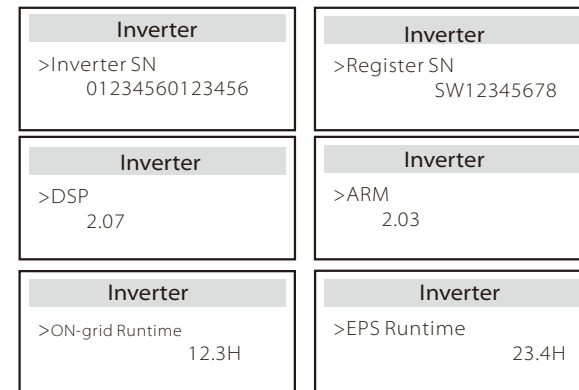 Inverter
>Inverter SN
01234560123456
Inverter
>Register SN
SW12345678
Inverter
>DSP
2.07
Inverter
>ARM
2.03
Inverter
>ON-grid Runtime
12.3H
Inverter
>EPS Runtime
23.4H